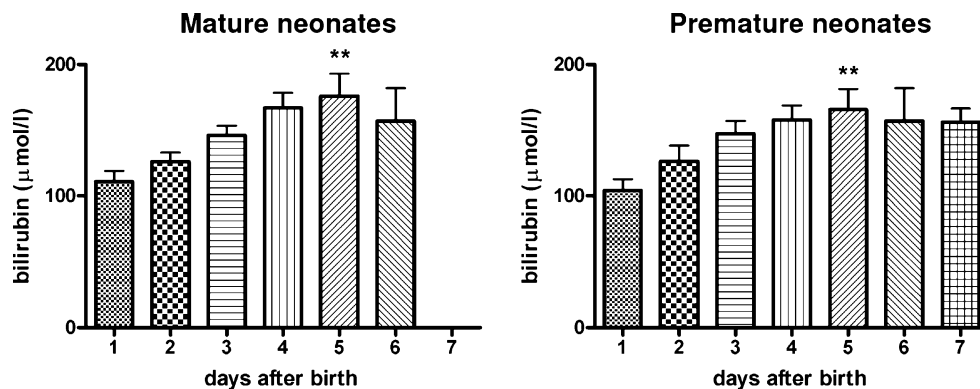 Mature neonates
**
200
100
0
bilirubin (μmol/l)
1 2 3 4 5 6 7
days after birth
Premature neonates
**
200
100
0
bilirubin (μmol/l)
1 2 3 4 5 6 7
days after birth